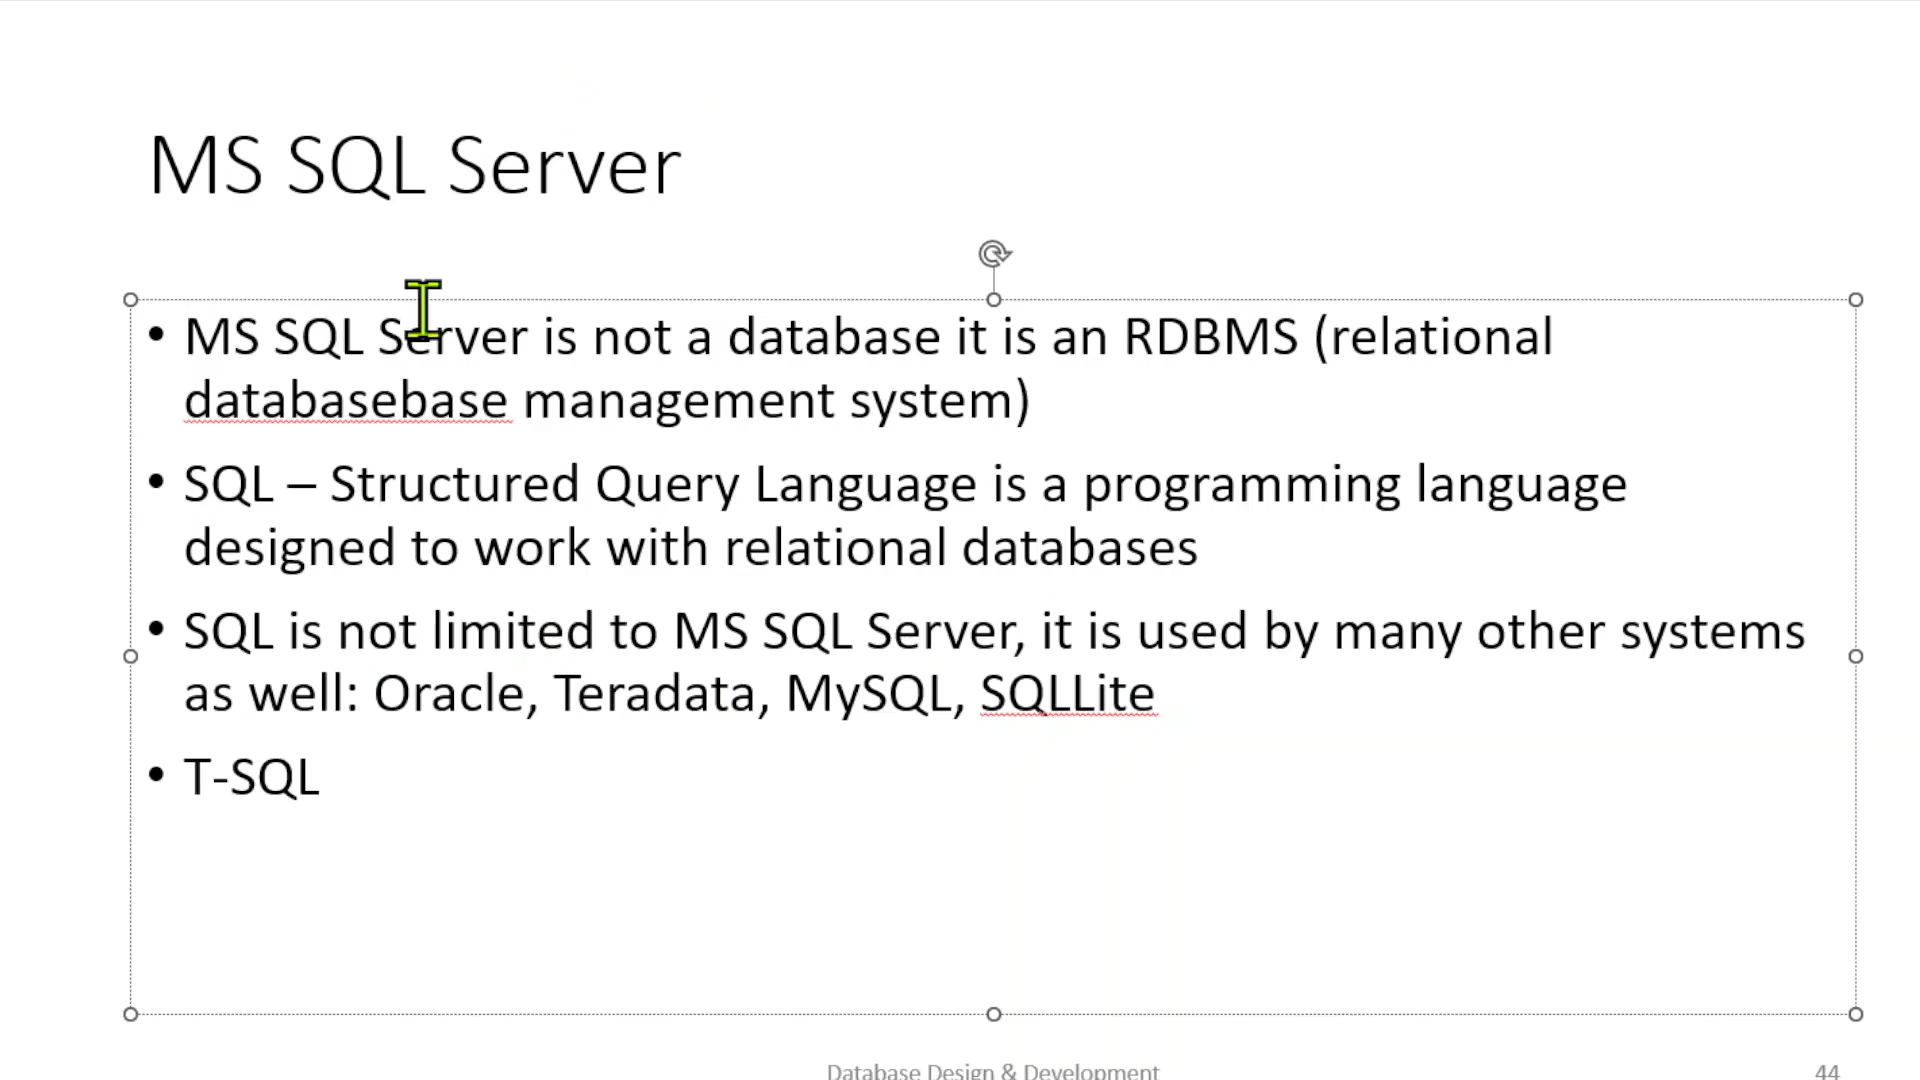 MS SQL Server
• MS SQL Server is not a database it is an RDBMS (relational
databasebase management system)
• SQL – Structured Query Language is a programming language
designed to work with relational databases
• SQL is not limited to MS SQL Server, it is used by many other systems
as well: Oracle, Teradata, MySQL, SQLLite
• T-SQL
Database Design & Development
44